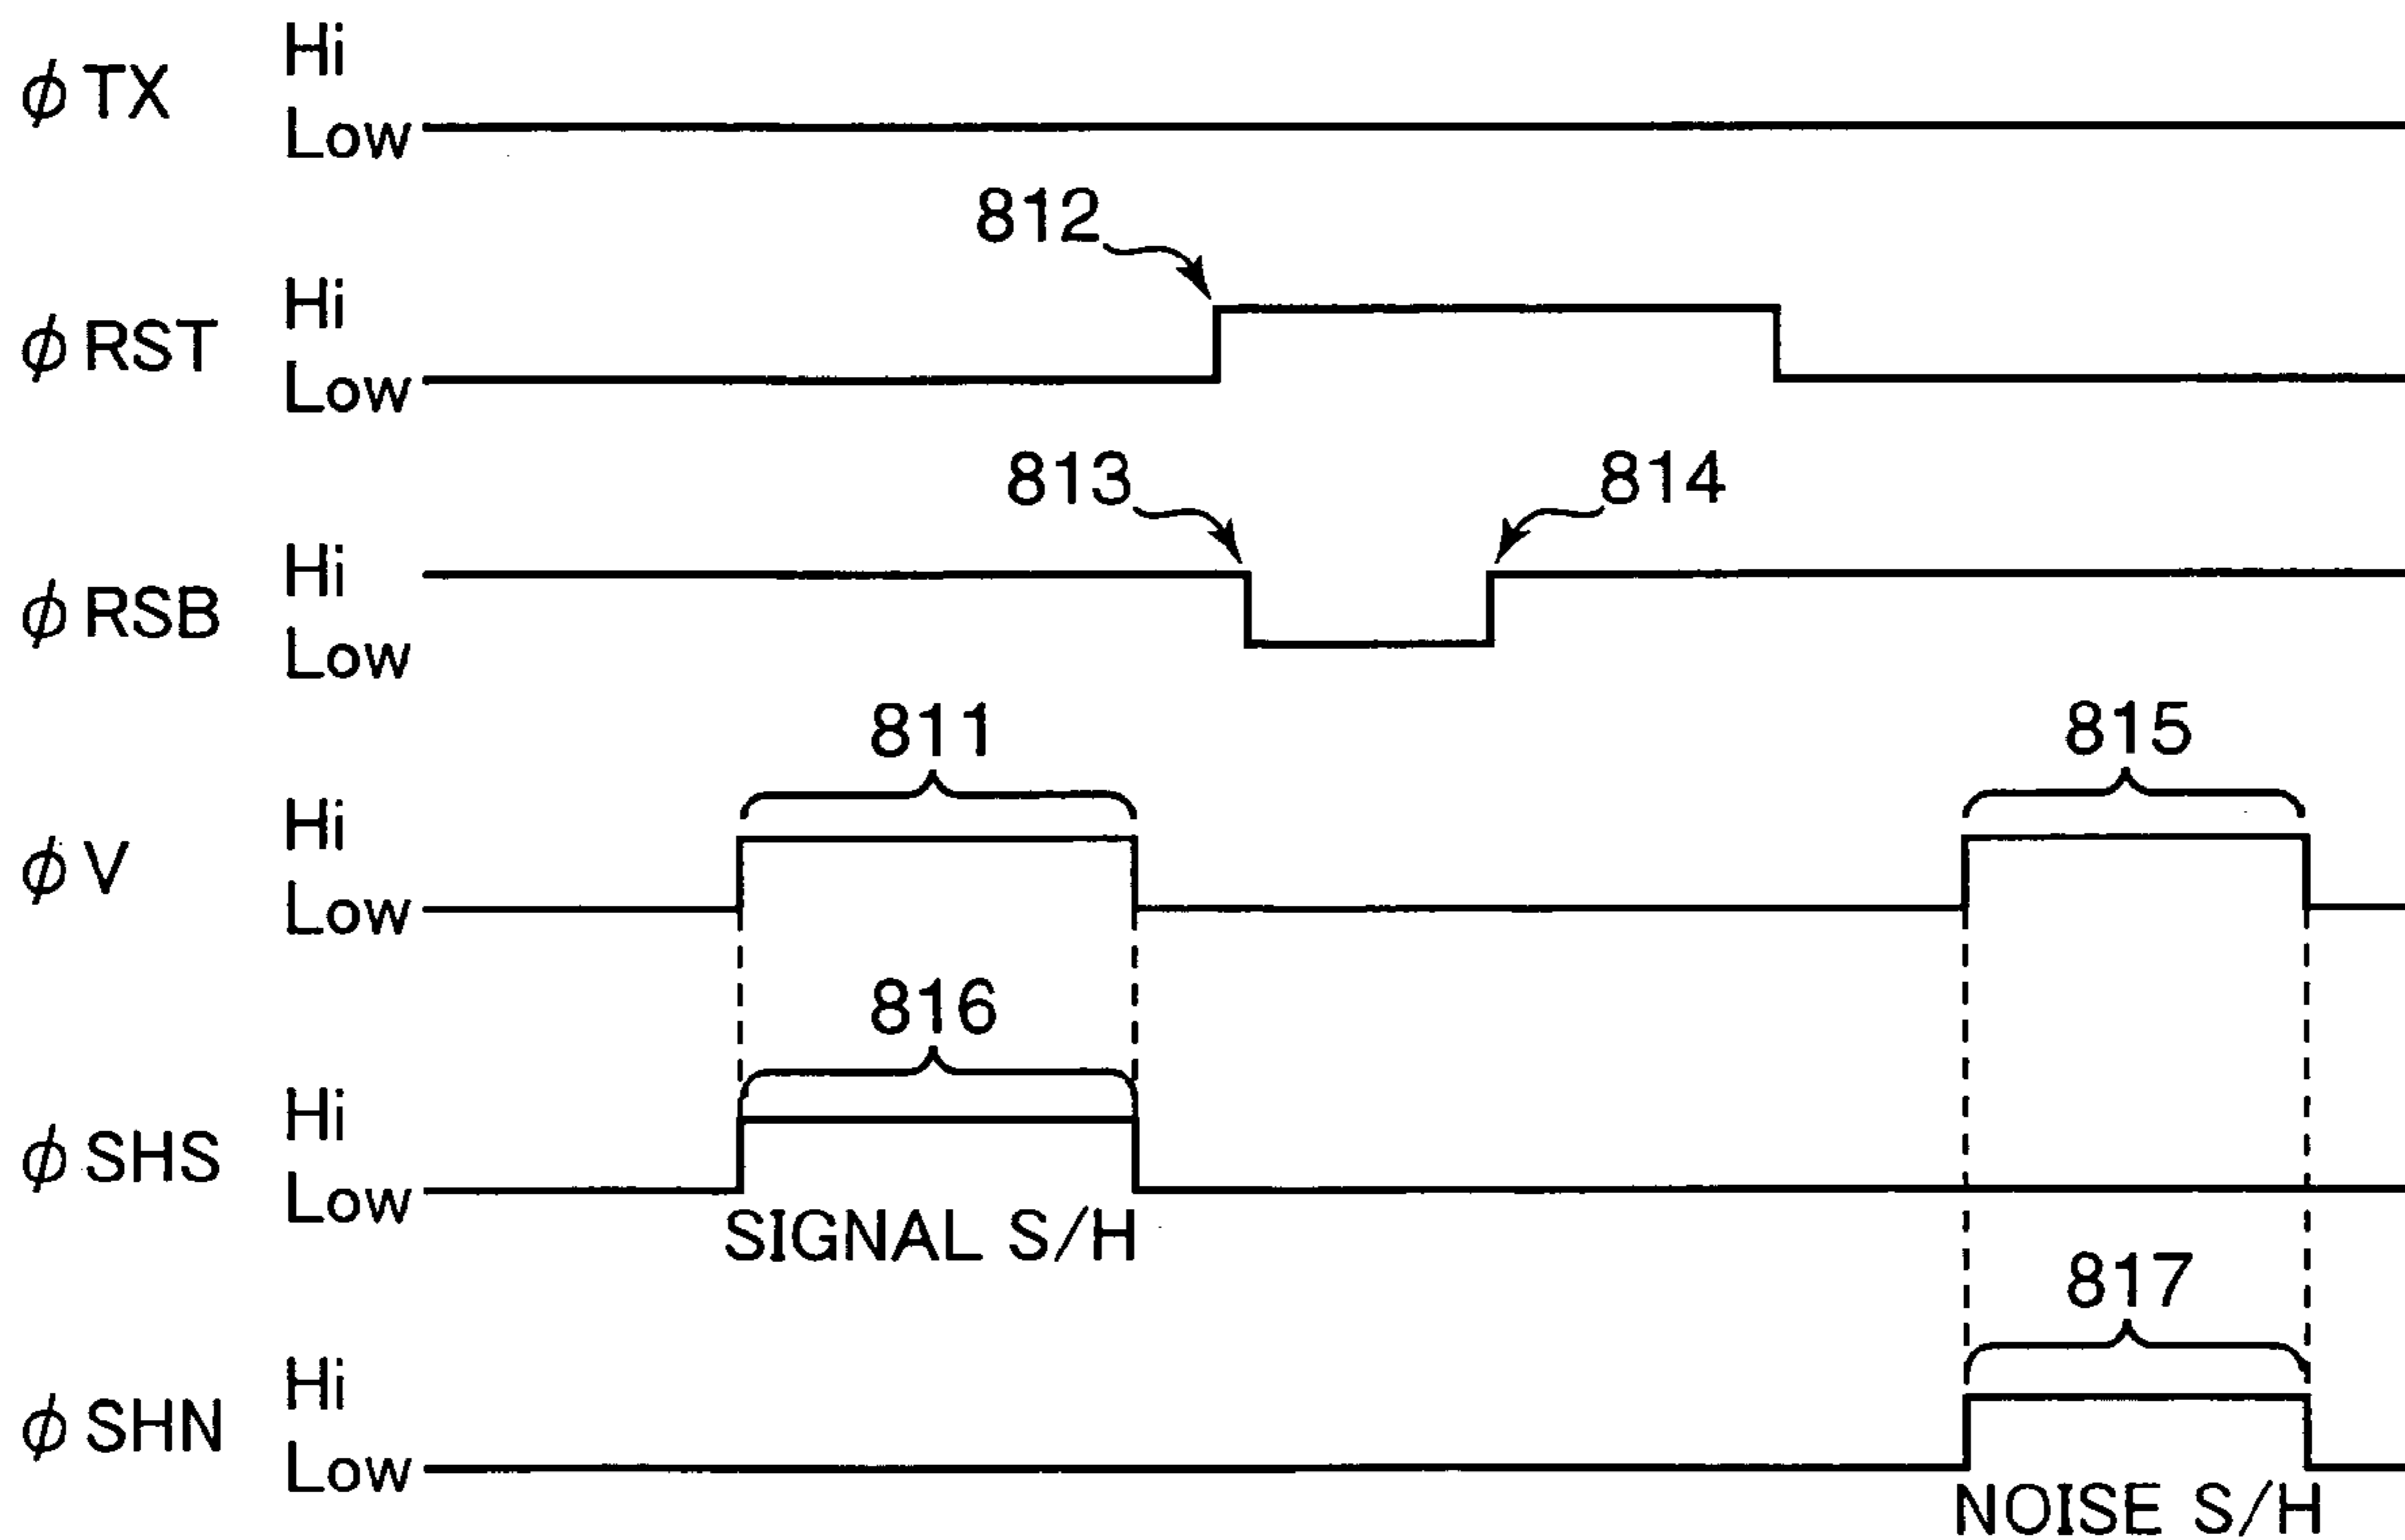 φTX Hi
Low
812
φRST Hi
Low
813 814
φRSB Hi
Low
811 815
φV Hi
Low
816
φSHS Hi
Low
SIGNAL S/H
817
φSHN Hi
Low
NOISE S/H